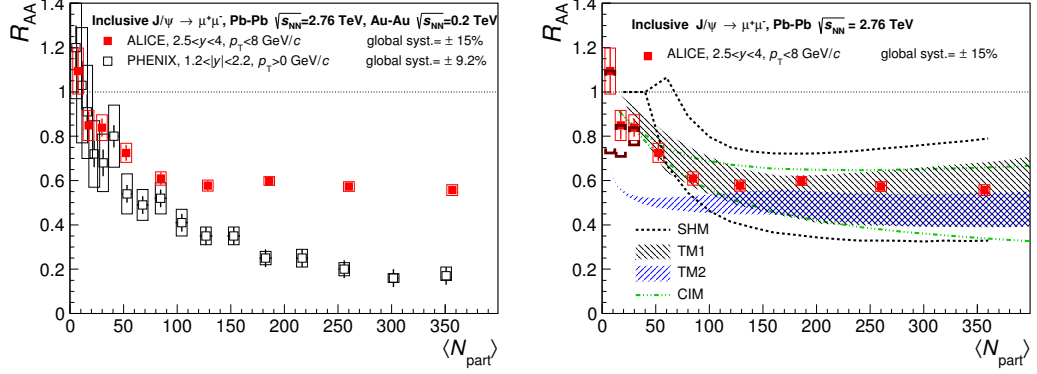 Inclusive J/ψ → μ⁺μ⁻, Pb-Pb √sNN=2.76 TeV, Au-Au √sNN=0.2 TeV
ALICE, 2.5<y<4, pT<8 GeV/c global syst.= ± 15%
PHENIX, 1.2<|y|<2.2, pT>0 GeV/c global syst.= ± 9.2%
RAA
1.4
1.2
1
0.8
0.6
0.4
0.2
0
0 50 100 150 200 250 300 350
⟨Npart⟩
Inclusive J/ψ → μ⁺μ⁻, Pb-Pb √sNN = 2.76 TeV
ALICE, 2.5<y<4, pT<8 GeV/c global syst.= ± 15%
RAA
1.4
1.2
1
0.8
0.6
0.4
0.2
0
SHM
TM1
TM2
CIM
0 50 100 150 200 250 300 350 400
⟨Npart⟩